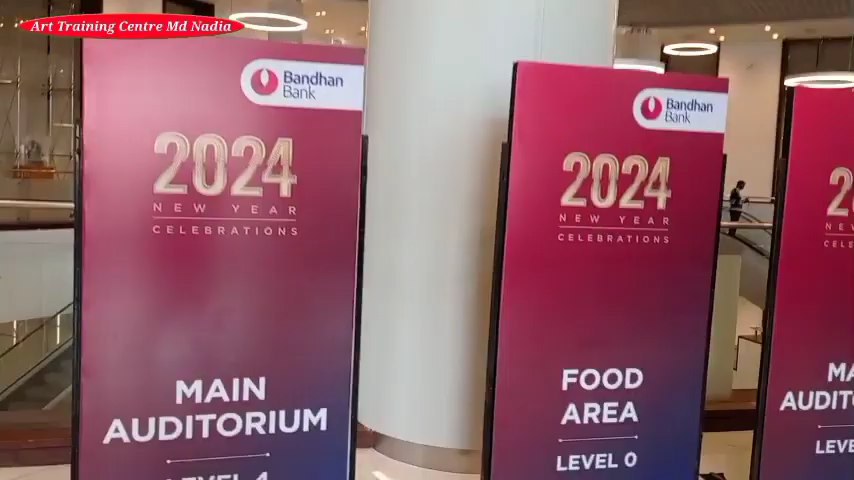 Art Training Centre Md Nadia
Bandhan
Bank
2024
NEW YEAR
CELEBRATIONS
MAIN
AUDITORIUM
Bandhan
Bank
2024
NEW YEAR
CELEBRATIONS
FOOD
AREA
LEVEL 0